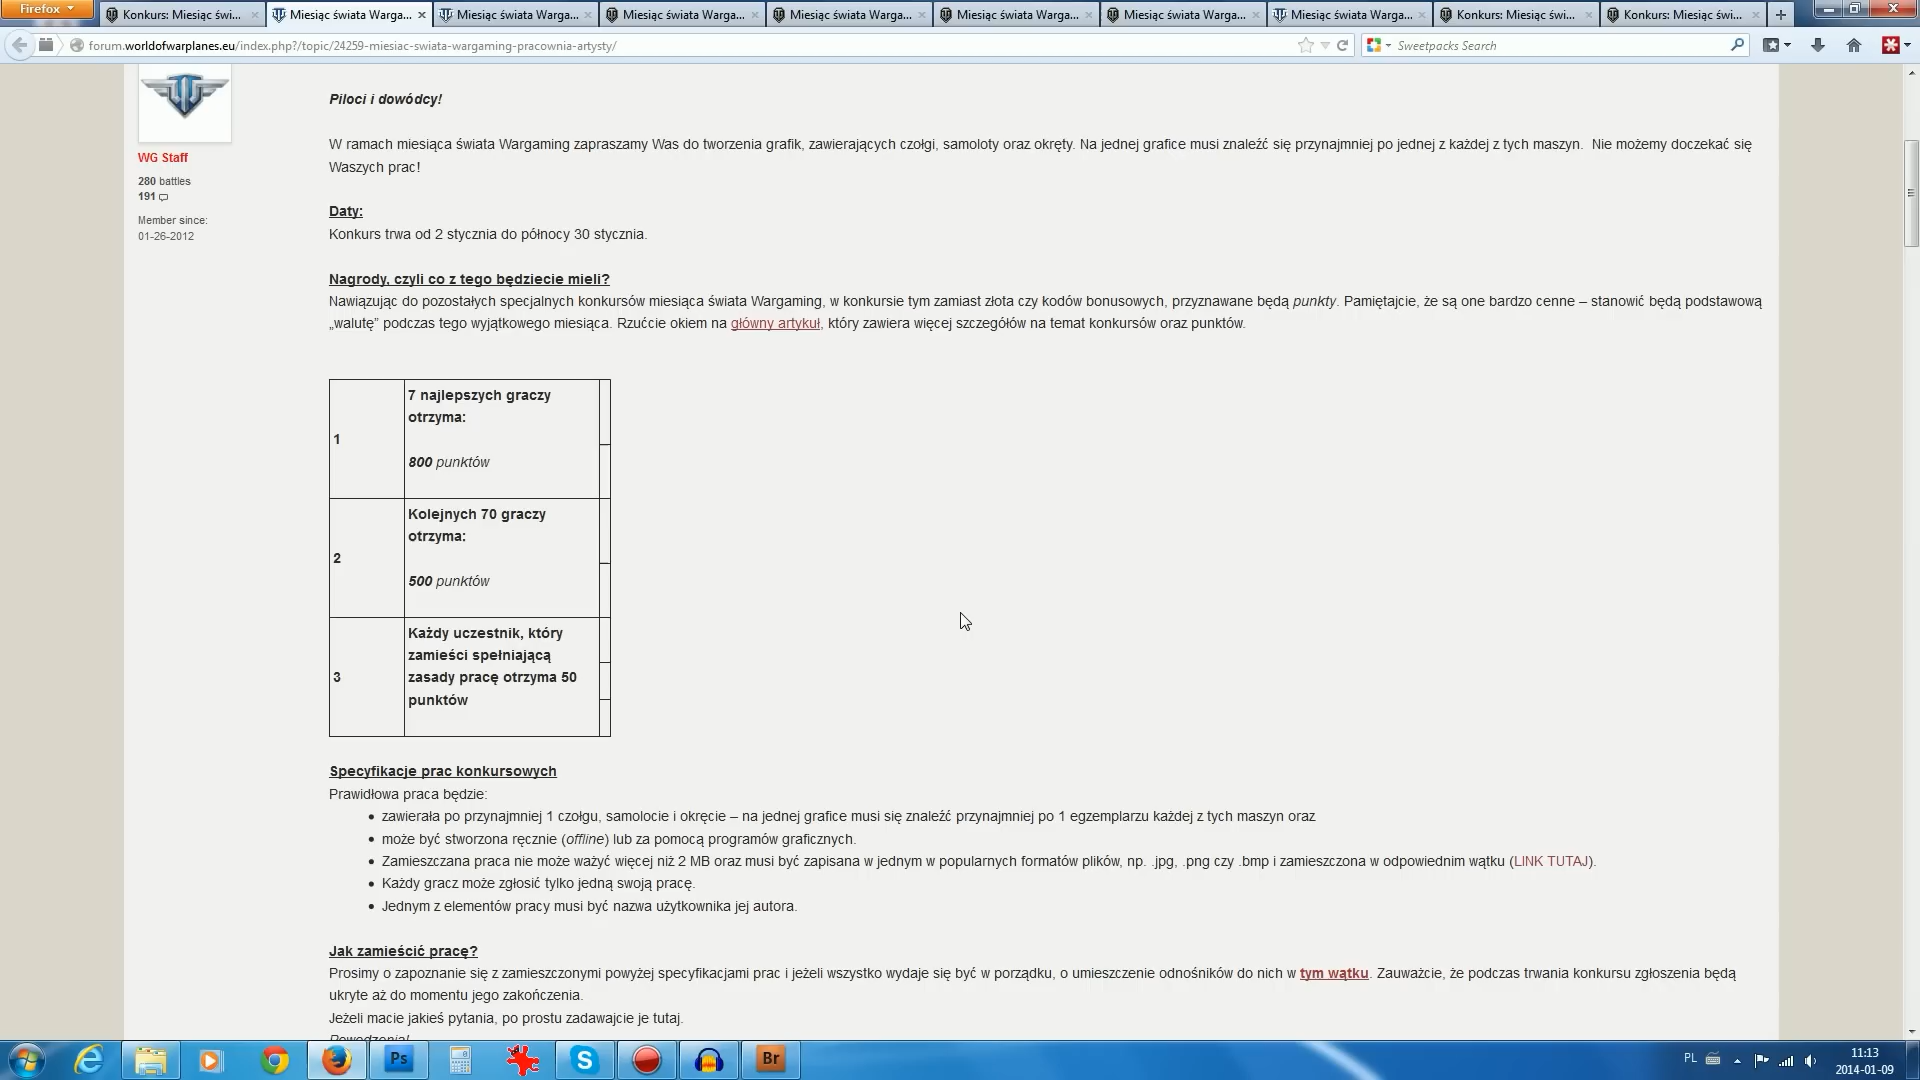 Firefox
Konkurs: Miesiąc świ...
Miesiąc świata Warga...
Miesiąc świata Warga...
Miesiąc świata Warga...
Miesiąc świata Warga...
Miesiąc świata Warga...
Miesiąc świata Warga...
Miesiąc świata Warga...
Konkurs: Miesiąc świ...
Konkurs: Miesiąc świ...
forum.worldofwarplanes.eu/index.php?/topic/24259-miesiac-swiata-wargaming-pracownia-artysty/
Sweetpacks Search
WG Staff
280 battles
191
Member since:
01-26-2012
Piloci i dowódcy!
W ramach miesiąca świata Wargaming zapraszamy Was do tworzenia grafik, zawierających czołgi, samoloty oraz okręty. Na jednej grafice musi znaleźć się przynajmniej po jednej z każdej z tych maszyn. Nie możemy doczekać się
Waszych prac!
Daty:
Konkurs trwa od 2 stycznia do północy 30 stycznia.
Nagrody, czyli co z tego będziecie mieli?
Nawiązując do pozostałych specjalnych konkursów miesiąca świata Wargaming, w konkursie tym zamiast złota czy kodów bonusowych, przyznawane będą punkty. Pamiętajcie, że są one bardzo cenne – stanowić będą podstawową
„walutę” podczas tego wyjątkowego miesiąca. Rzućcie okiem na główny artykuł, który zawiera więcej szczegółów na temat konkursów oraz punktów.
1
7 najlepszych graczy
otrzyma:
800 punktów
2
Kolejnych 70 graczy
otrzyma:
500 punktów
3
Każdy uczestnik, który
zamieści spełniającą
zasady pracę otrzyma 50
punktów
Specyfikacje prac konkursowych
Prawidłowa praca będzie:
• zawierała po przynajmniej 1 czołgu, samolocie i okręcie – na jednej grafice musi się znaleźć przynajmniej po 1 egzemplarzu każdej z tych maszyn oraz
• może być stworzona ręcznie (offline) lub za pomocą programów graficznych.
• Zamieszczana praca nie może ważyć więcej niż 2 MB oraz musi być zapisana w jednym w popularnych formatów plików, np. .jpg, .png czy .bmp i zamieszczona w odpowiednim wątku (LINK TUTAJ).
• Każdy gracz może zgłosić tylko jedną swoją pracę.
• Jednym z elementów pracy musi być nazwa użytkownika jej autora.
Jak zamieścić pracę?
Prosimy o zapoznanie się z zamieszczonymi powyżej specyfikacjami prac i jeżeli wszystko wydaje się być w porządku, o umieszczenie odnośników do nich w tym wątku. Zauważcie, że podczas trwania konkursu zgłoszenia będą
ukryte aż do momentu jego zakończenia.
Jeżeli macie jakieś pytania, po prostu zadawajcie je tutaj.
Powodzenia!
Ps
Br
PL
11:13
2014-01-09